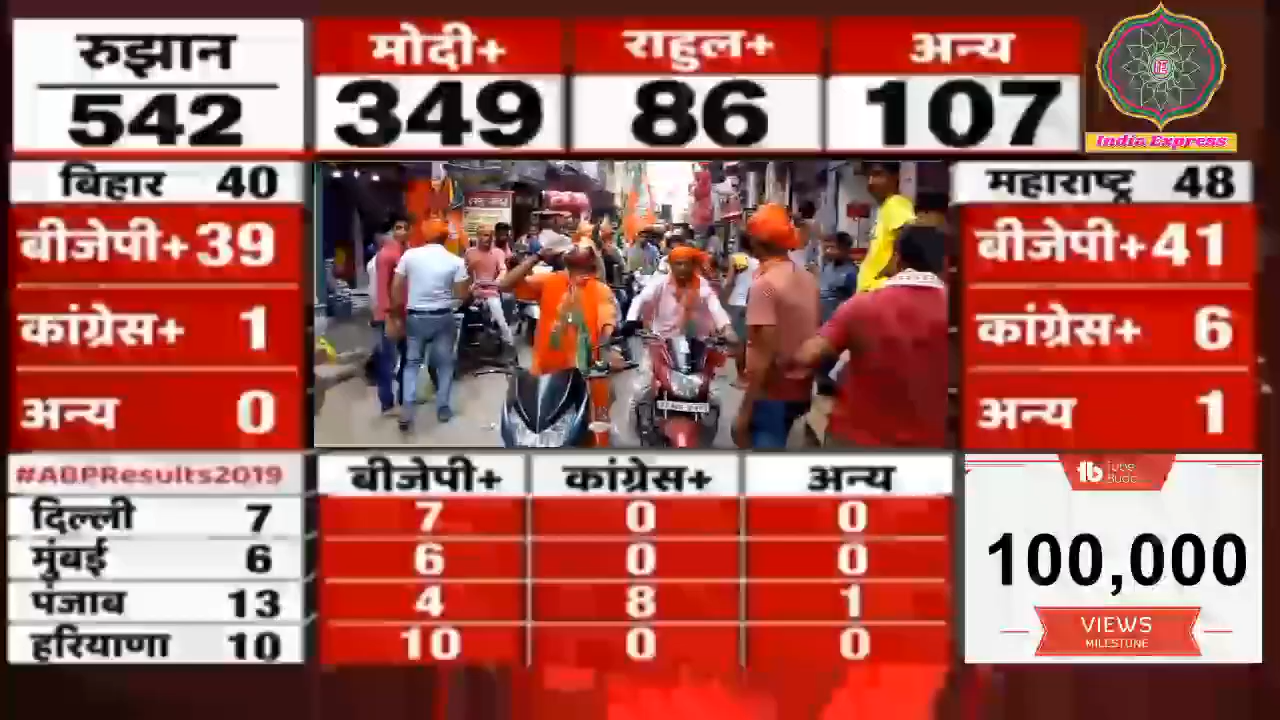 रुझान
542
मोदी+
349
राहुल+
86
अन्य
107
India Express
बिहार 40
बीजेपी+ 39
कांग्रेस+ 1
अन्य 0
महाराष्ट्र 48
बीजेपी+ 41
कांग्रेस+ 6
अन्य 1
#ABPResults2019
बीजेपी+ कांग्रेस+ अन्य
दिल्ली 7 7 0 0
मुंबई 6 6 0 0
पंजाब 13 4 8 1
हरियाणा 10 10 0 0
100,000
VIEWS
MILESTONE